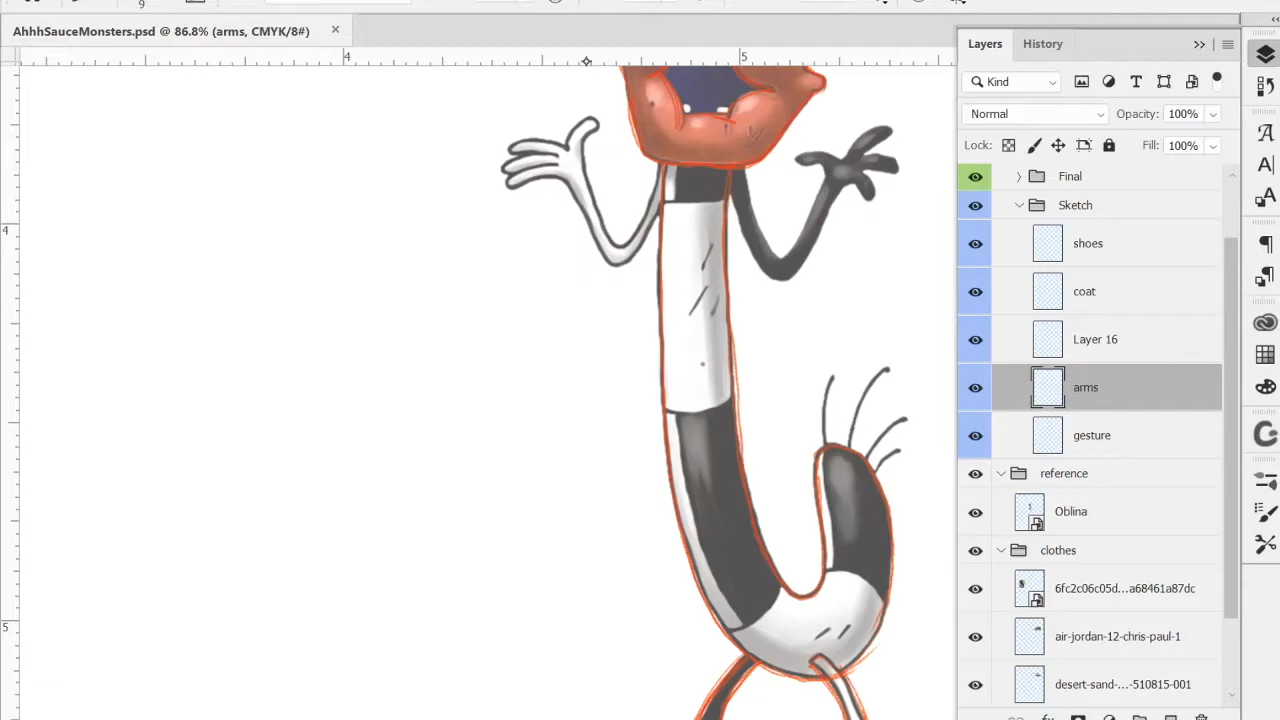 9
AhhhSauceMonsters.psd @ 86.8% (arms, CMYK/8#) ×
4 5
4
5
Layers History
Kind
Normal Opacity: 100%
Lock: Fill: 100%
Final
Sketch
shoes
coat
Layer 16
arms
gesture
reference
Oblina
clothes
6fc2c06c05d...a68461a87dc
air-jordan-12-chris-paul-1
desert-sand-...-510815-001
fx